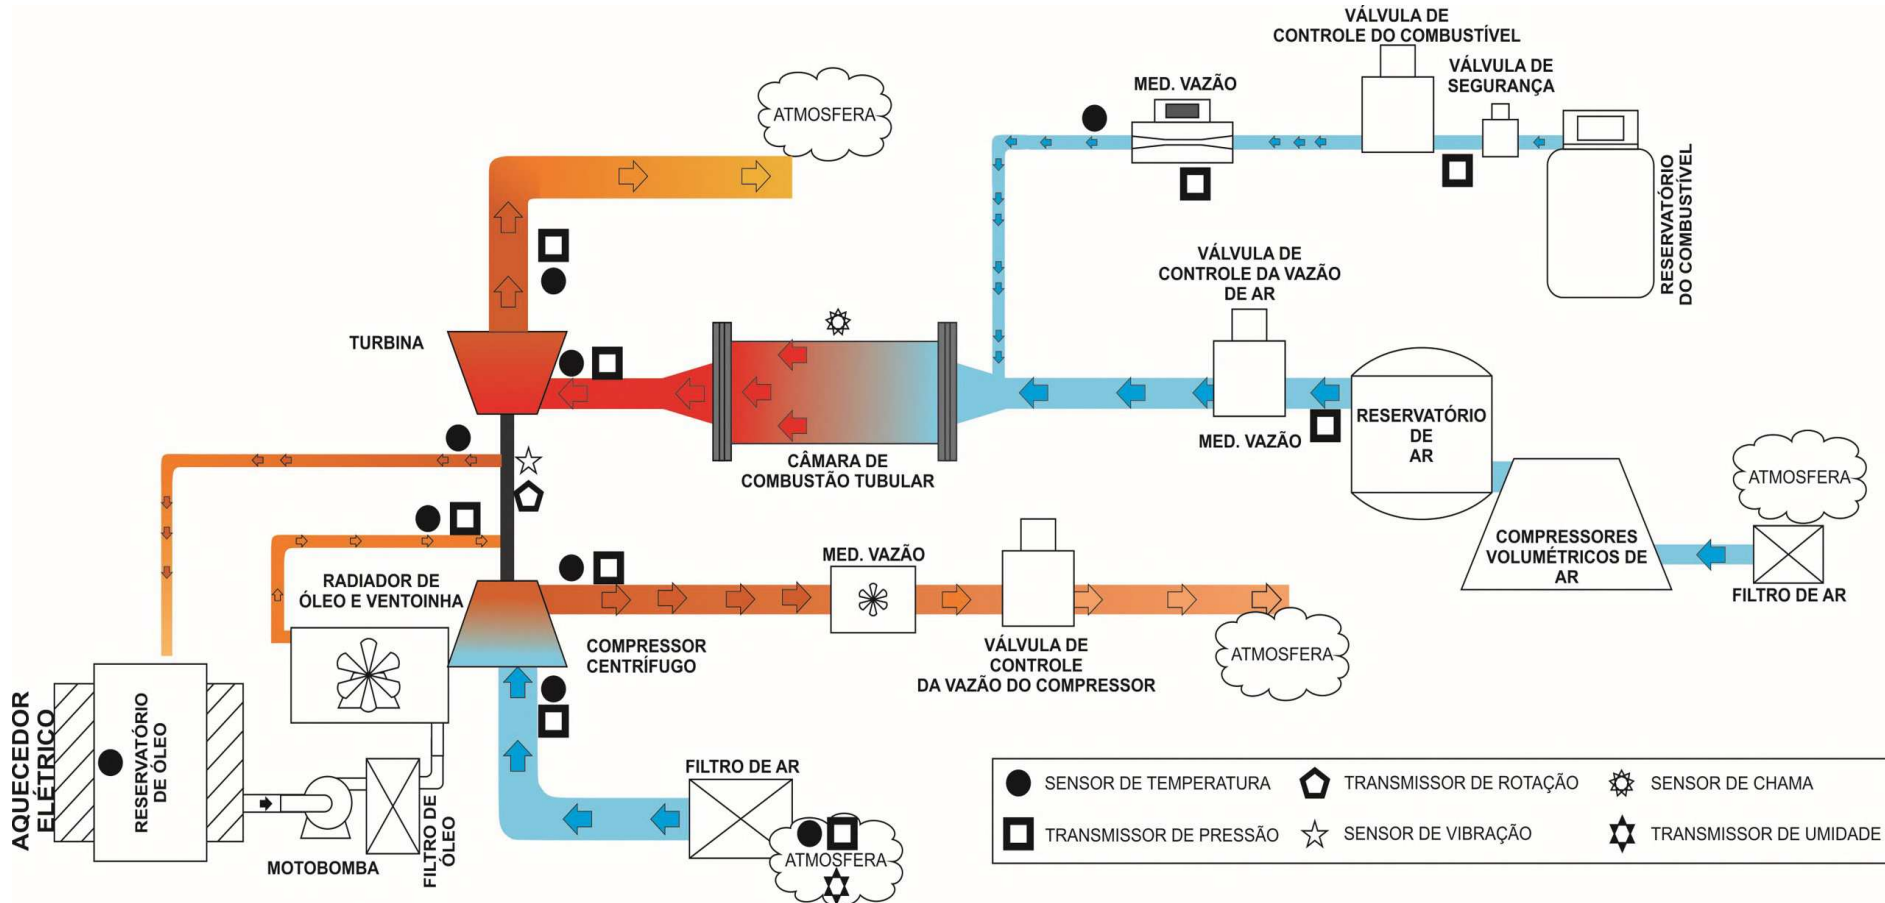 VÁLVULA DE
CONTROLE DO COMBUSTÍVEL
VÁLVULA DE
SEGURANÇA
MED. VAZÃO
ATMOSFERA
RESERVATÓRIO
DO COMBUSTÍVEL
VÁLVULA DE
CONTROLE DA VAZÃO
DE AR
TURBINA
MED. VAZÃO
RESERVATÓRIO
DE
AR
CÂMARA DE
COMBUSTÃO TUBULAR
ATMOSFERA
COMPRESSORES
VOLUMÉTRICOS DE
AR
FILTRO DE AR
MED. VAZÃO
RADIADOR DE
ÓLEO E VENTOINHA
COMPRESSOR
CENTRÍFUGO
VÁLVULA DE
CONTROLE
DA VAZÃO DO COMPRESSOR
ATMOSFERA
AQUECEDOR
ELÉTRICO
RESERVATÓRIO
DE ÓLEO
MOTOBOMBA
FILTRO DE
ÓLEO
FILTRO DE AR
ATMOSFERA
SENSOR DE TEMPERATURA
TRANSMISSOR DE ROTAÇÃO
SENSOR DE CHAMA
TRANSMISSOR DE PRESSÃO
SENSOR DE VIBRAÇÃO
TRANSMISSOR DE UMIDADE